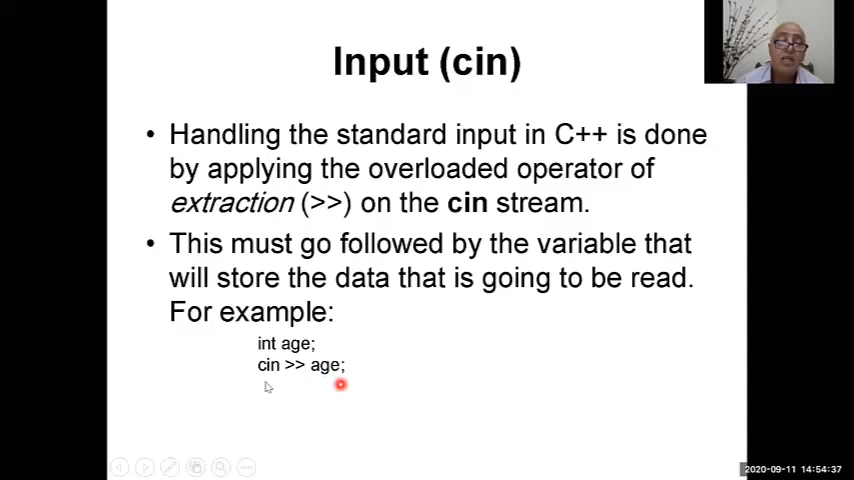 Input (cin)
• Handling the standard input in C++ is done
by applying the overloaded operator of
extraction (>>) on the cin stream.
• This must go followed by the variable that
will store the data that is going to be read.
For example:
int age;
cin >> age;
2020-09-11 14:54:37